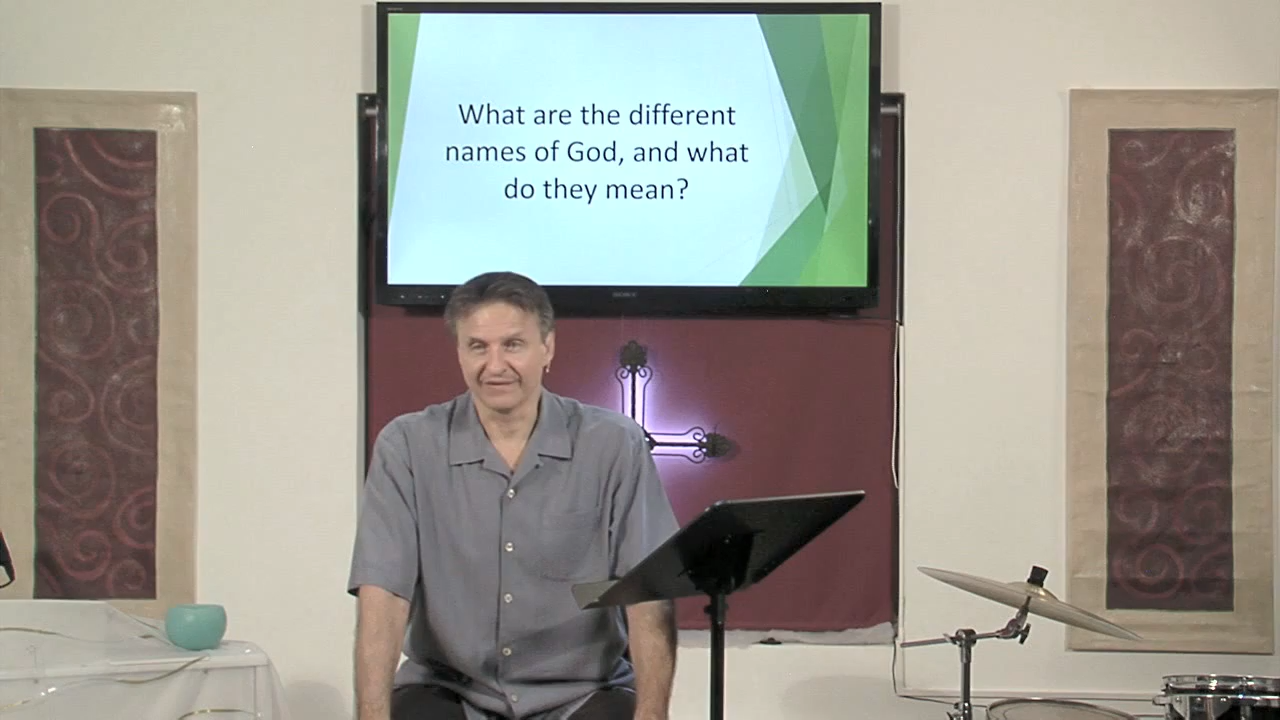 What are the different
names of God, and what
do they mean?